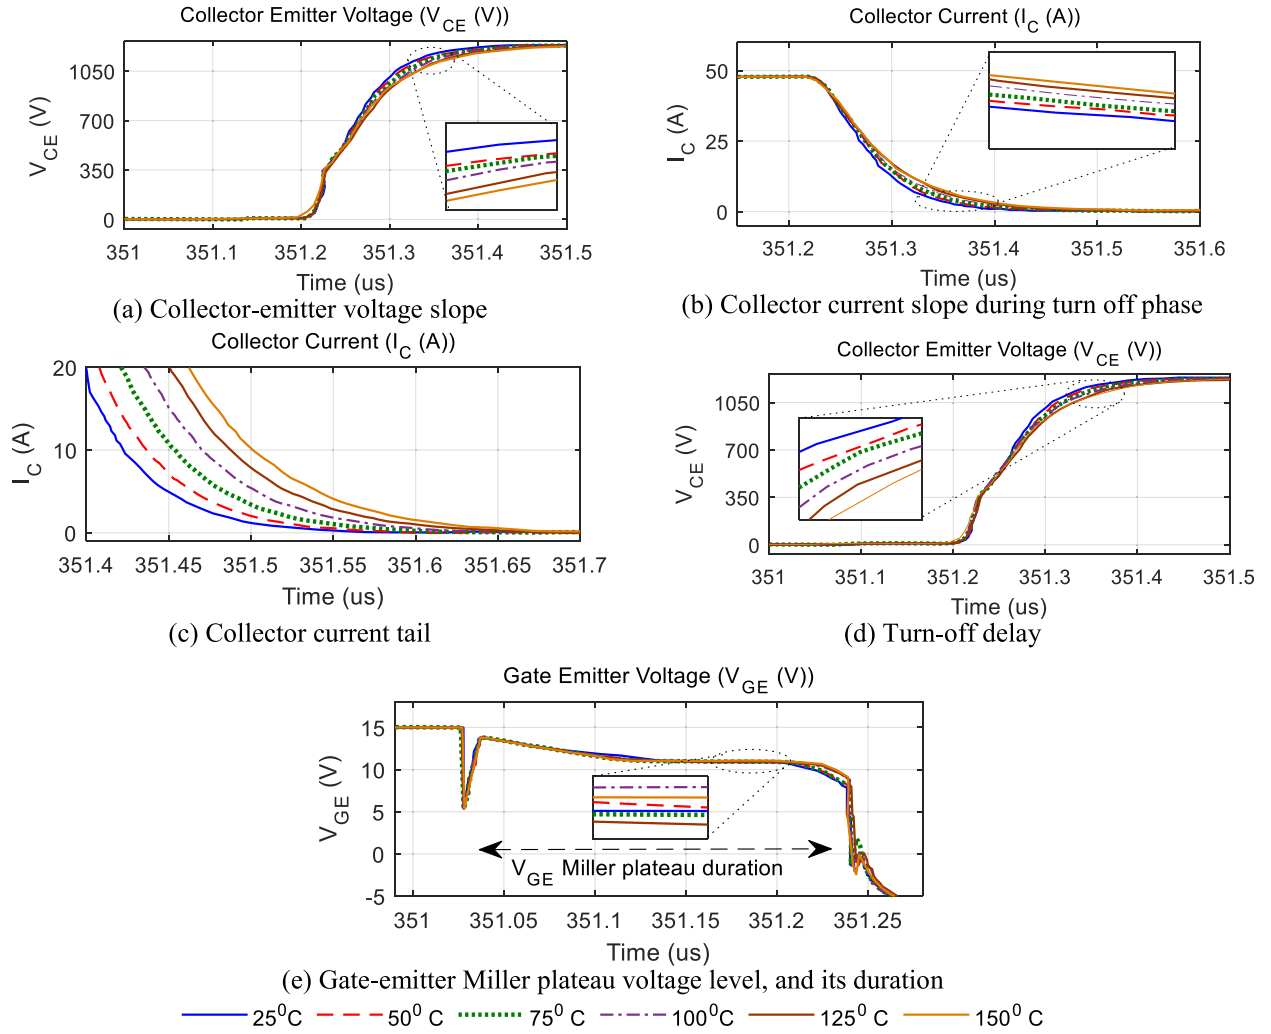 Collector Emitter Voltage (V_CE (V))
V_CE (V)
1050
700
350
0
351 351.1 351.2 351.3 351.4 351.5
Time (us)
(a) Collector-emitter voltage slope
Collector Current (I_C (A))
I_C (A)
50
25
0
351.2 351.3 351.4 351.5 351.6
Time (us)
(b) Collector current slope during turn off phase
Collector Current (I_C (A))
I_C (A)
20
10
0
351.4 351.45 351.5 351.55 351.6 351.65 351.7
Time (us)
(c) Collector current tail
Collector Emitter Voltage (V_CE (V))
V_CE (V)
1050
700
350
0
351 351.1 351.2 351.3 351.4 351.5
Time (us)
(d) Turn-off delay
Gate Emitter Voltage (V_GE (V))
V_GE (V)
15
10
5
0
-5
V_GE Miller plateau duration
351 351.05 351.1 351.15 351.2 351.25
Time (us)
(e) Gate-emitter Miller plateau voltage level, and its duration
25⁰C 50⁰ C 75⁰ C 100⁰C 125⁰ C 150⁰ C